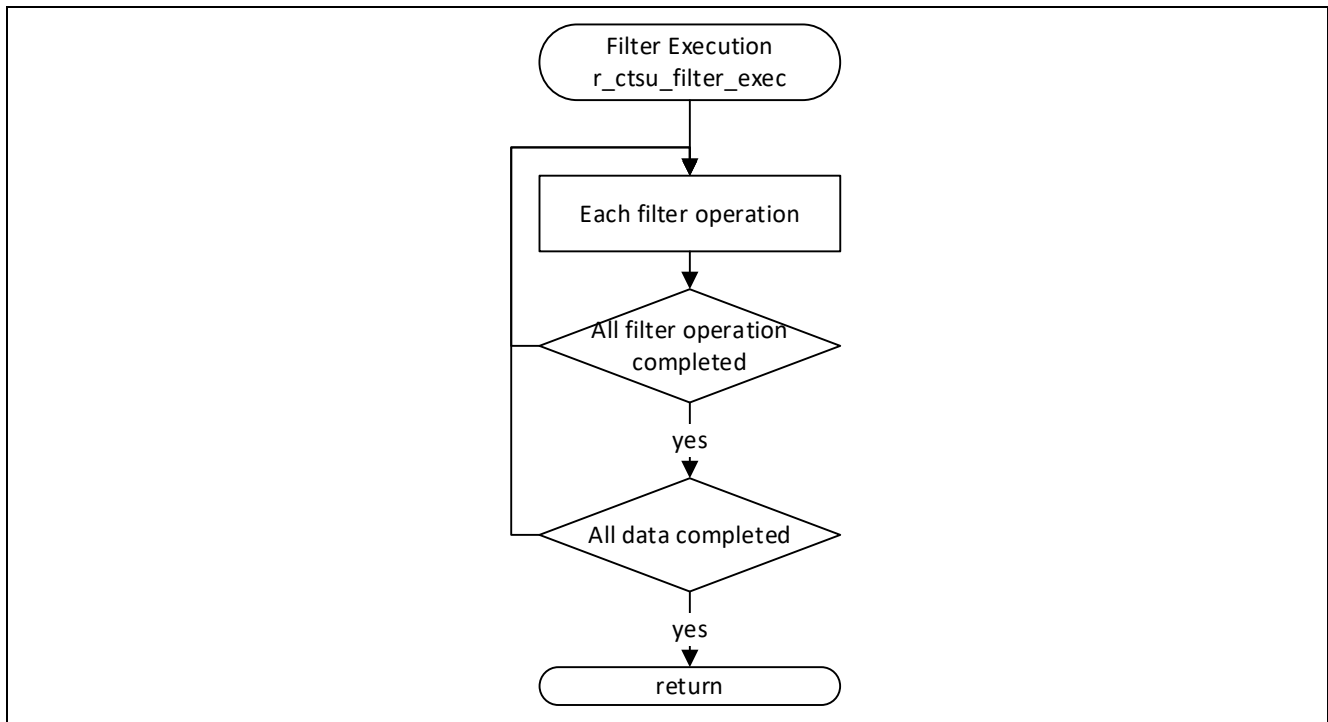 Filter Execution
r_ctsu_filter_exec
Each filter operation
All filter operation
completed
yes
All data completed
yes
return